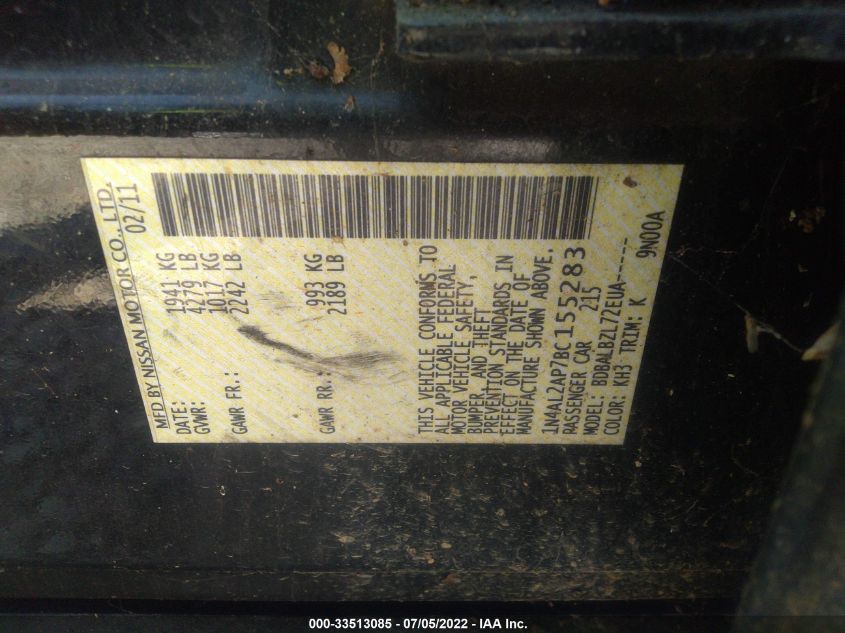 MFD BY NISSAN MOTOR CO., LTD.
DATE: 02/11
GVWR: 1941 KG
4279 LB
GAWR FR.: 1017 KG
2242 LB
GAWR RR.: 993 KG
2189 LB
THIS VEHICLE CONFORMS TO
ALL APPLICABLE FEDERAL
MOTOR VEHICLE SAFETY,
BUMPER, AND THEFT
PREVENTION STANDARDS IN
EFFECT ON THE DATE OF
MANUFACTURE SHOWN ABOVE.
1N4AL2AP7BC155283
PASSENGER CAR 215
MODEL: BDBALBZL72EUA-----
COLOR: KH3 TRIM: K 9N00A
000-33513085 - 07/05/2022 - IAA Inc.